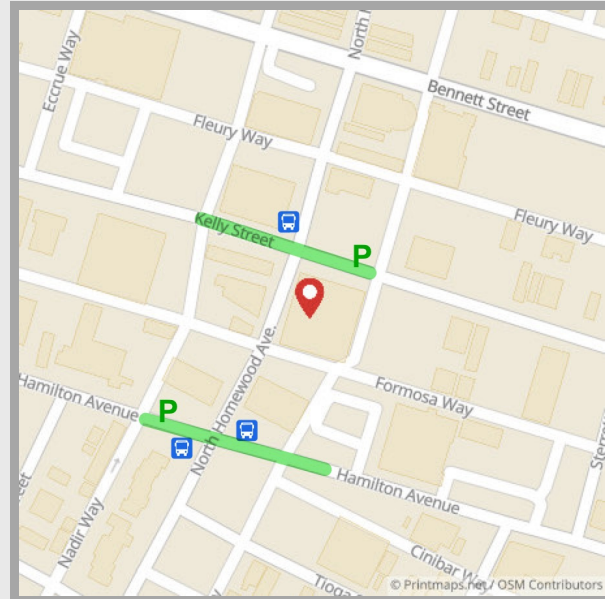 Eccrue Way
North
Bennett Street
Fleury Way
Fleury Way
Kelly Street
P
North Homewood Ave.
Formosa Way
Hamilton Avenue
P
Hamilton Avenue
Nadir Way
Cinibar Way
© Printmaps.net / OSM Contributors